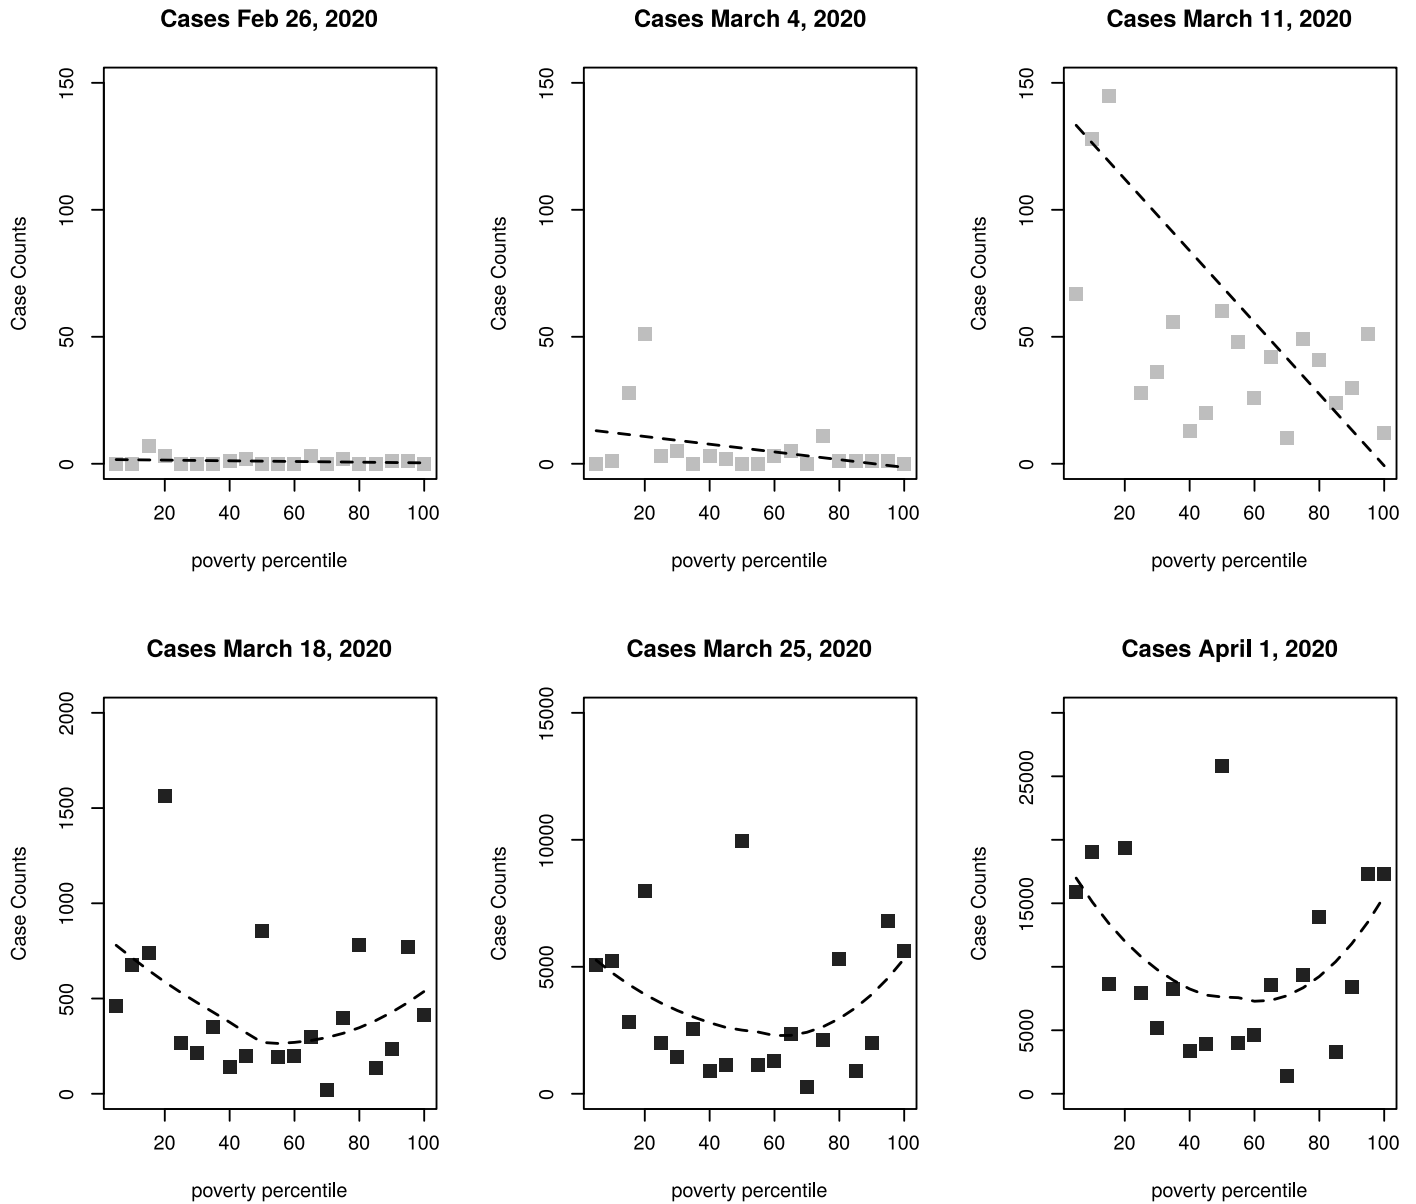 Cases Feb 26, 2020
Case Counts
150
100
50
0
20 40 60 80 100
poverty percentile
Cases March 4, 2020
Case Counts
150
100
50
0
20 40 60 80 100
poverty percentile
Cases March 11, 2020
Case Counts
150
100
50
0
20 40 60 80 100
poverty percentile
Cases March 18, 2020
Case Counts
2000
1500
1000
500
0
20 40 60 80 100
poverty percentile
Cases March 25, 2020
Case Counts
15000
10000
5000
0
20 40 60 80 100
poverty percentile
Cases April 1, 2020
Case Counts
25000
15000
5000
0
20 40 60 80 100
poverty percentile